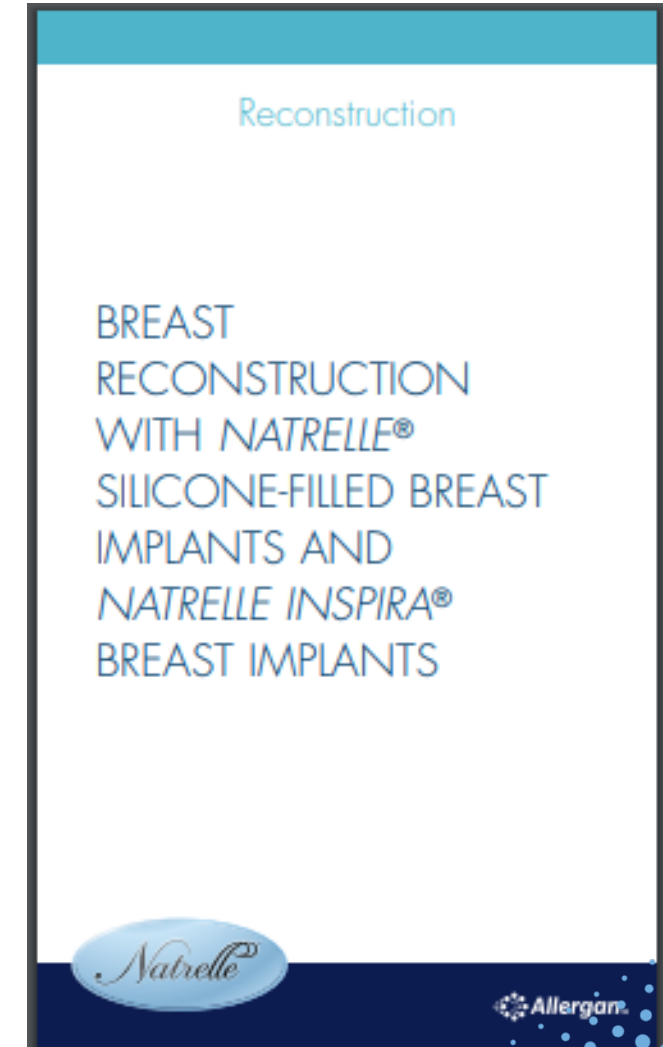 Reconstruction
BREAST
RECONSTRUCTION
WITH NATRELLE®
SILICONE-FILLED BREAST
IMPLANTS AND
NATRELLE INSPIRA®
BREAST IMPLANTS
Natrelle®
Allergan.